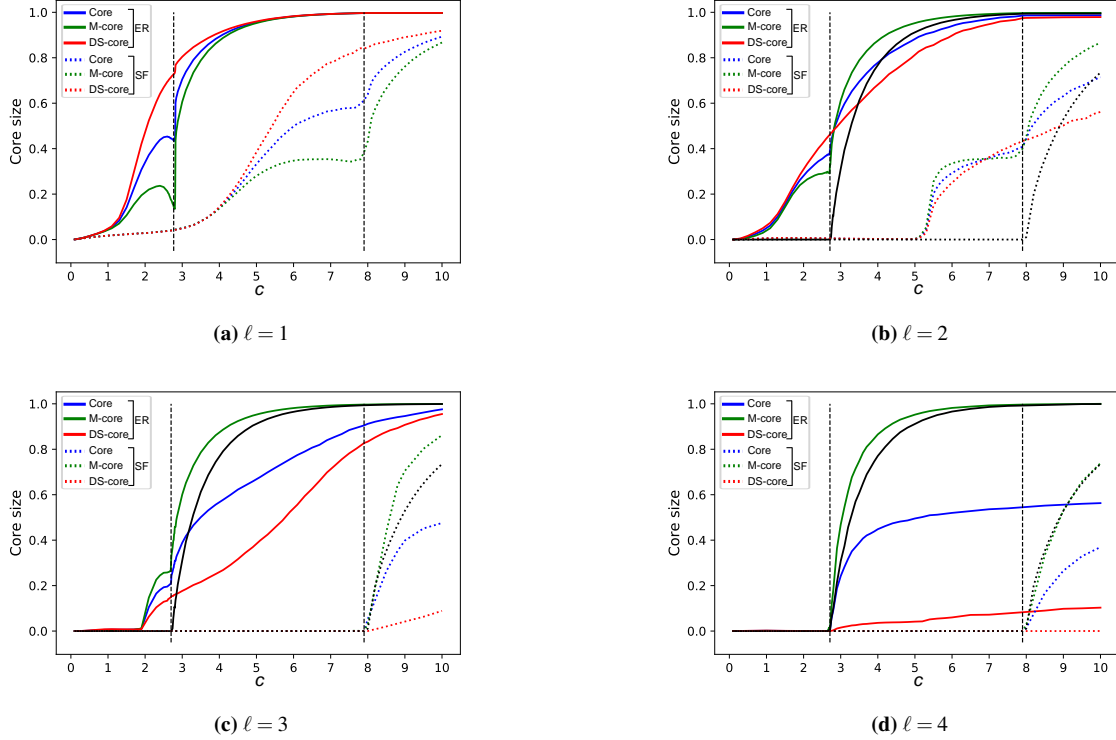 Core
M-core
DS-core
ER
Core
M-core
DS-core
SF
1.0
0.8
0.6
0.4
0.2
0.0
Core size
0 1 2 3 4 5 6 7 8 9 10
c
(a) ℓ = 1
Core
M-core
DS-core
ER
Core
M-core
DS-core
SF
1.0
0.8
0.6
0.4
0.2
0.0
Core size
0 1 2 3 4 5 6 7 8 9 10
c
(b) ℓ = 2
Core
M-core
DS-core
ER
Core
M-core
DS-core
SF
1.0
0.8
0.6
0.4
0.2
0.0
Core size
0 1 2 3 4 5 6 7 8 9 10
c
(c) ℓ = 3
Core
M-core
DS-core
ER
Core
M-core
DS-core
SF
1.0
0.8
0.6
0.4
0.2
0.0
Core size
0 1 2 3 4 5 6 7 8 9 10
c
(d) ℓ = 4